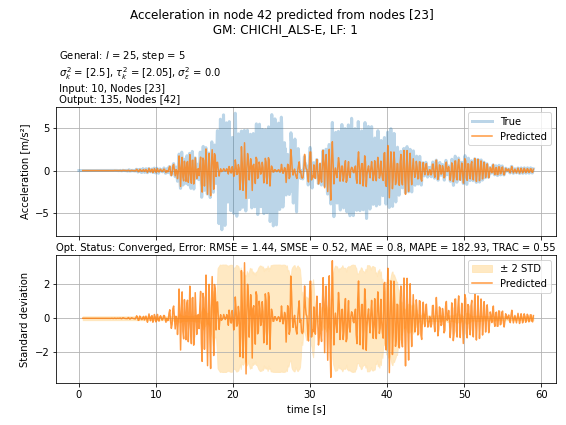 Acceleration in node 42 predicted from nodes [23]
GM: CHICHI_ALS-E, LF: 1
General: l = 25, step = 5
σ²ₖ = [2.5], τ²ₖ = [2.05], σ²ε = 0.0
Input: 10, Nodes [23]
Output: 135, Nodes [42]
Acceleration [m/s²]
5
0
−5
True
Predicted
Opt. Status: Converged, Error: RMSE = 1.44, SMSE = 0.52, MAE = 0.8, MAPE = 182.93, TRAC = 0.55
Standard deviation
2
0
−2
± 2 STD
Predicted
0 10 20 30 40 50 60
time [s]